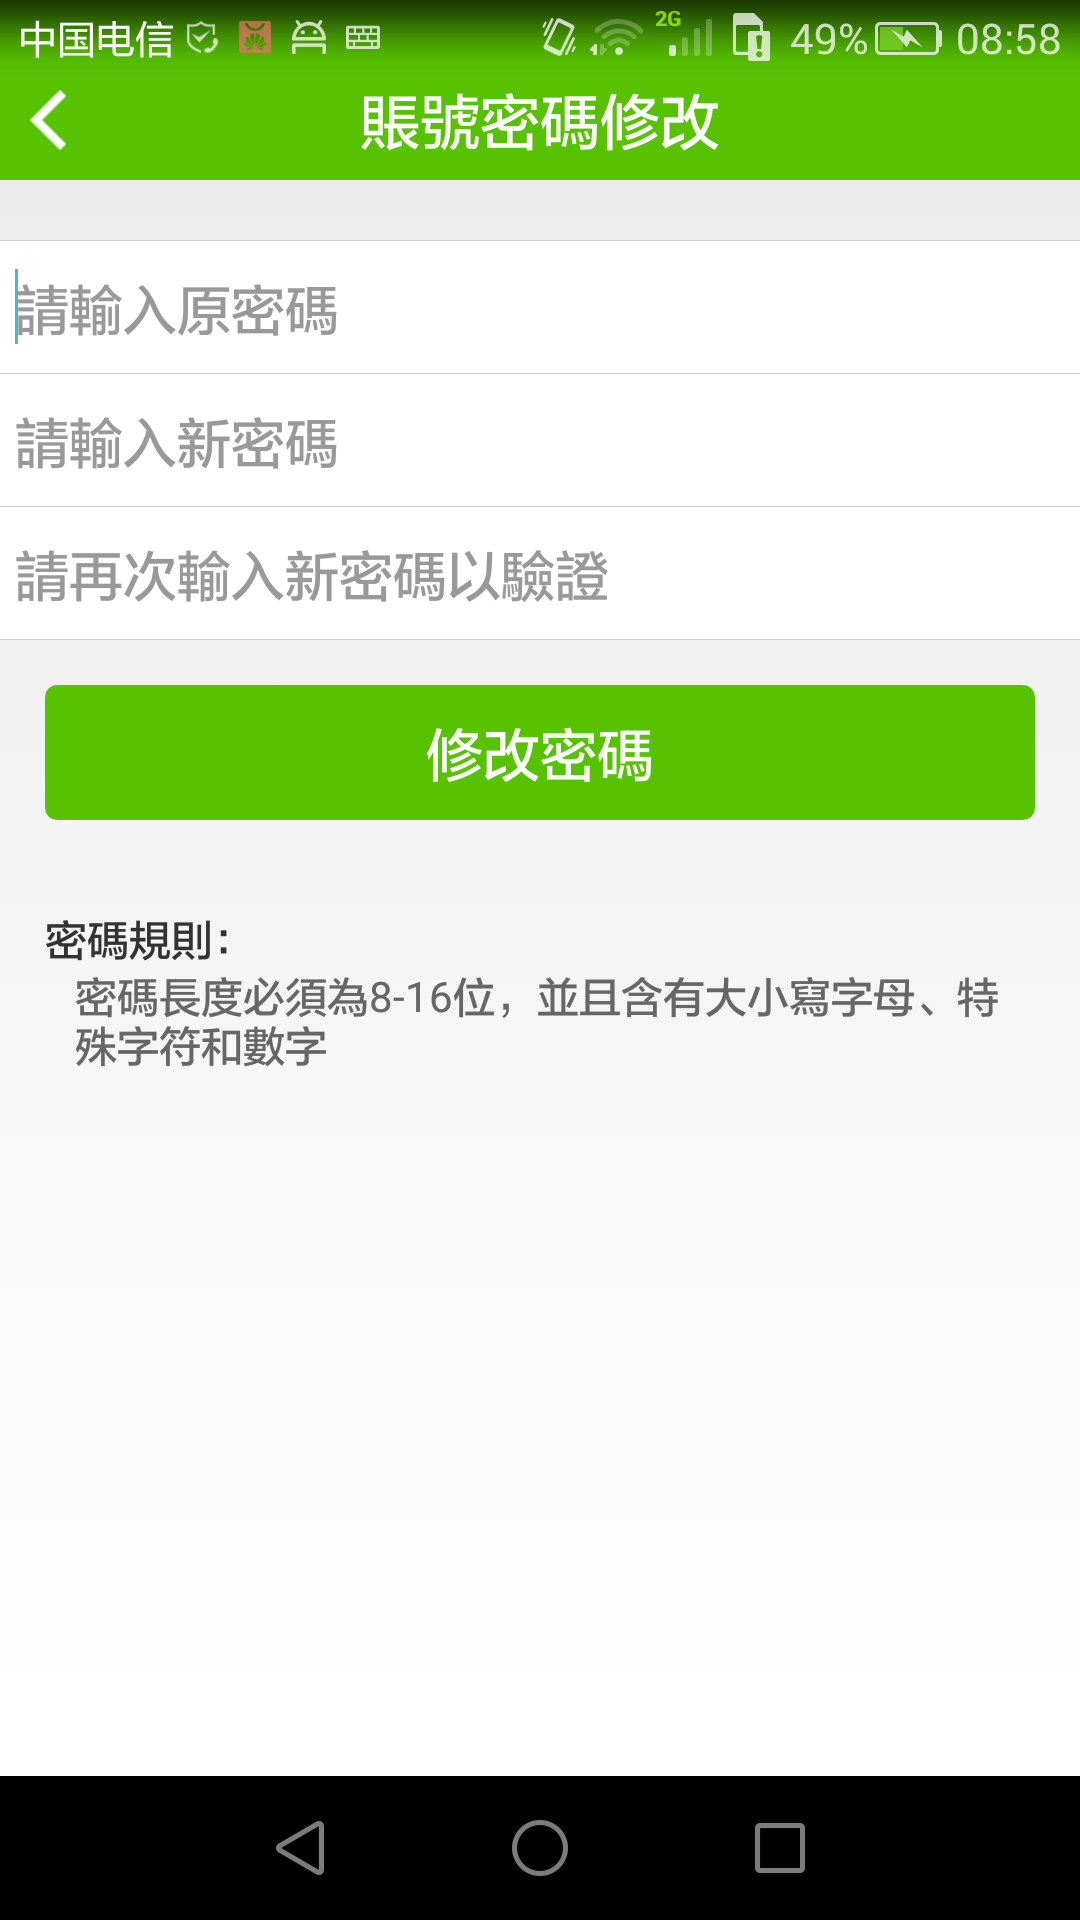 中国电信 2G 49% 08:58
賬號密碼修改
請輸入原密碼
請輸入新密碼
請再次輸入新密碼以驗證
修改密碼
密碼規則：
密碼長度必須為8-16位，並且含有大小寫字母、特
殊字符和數字